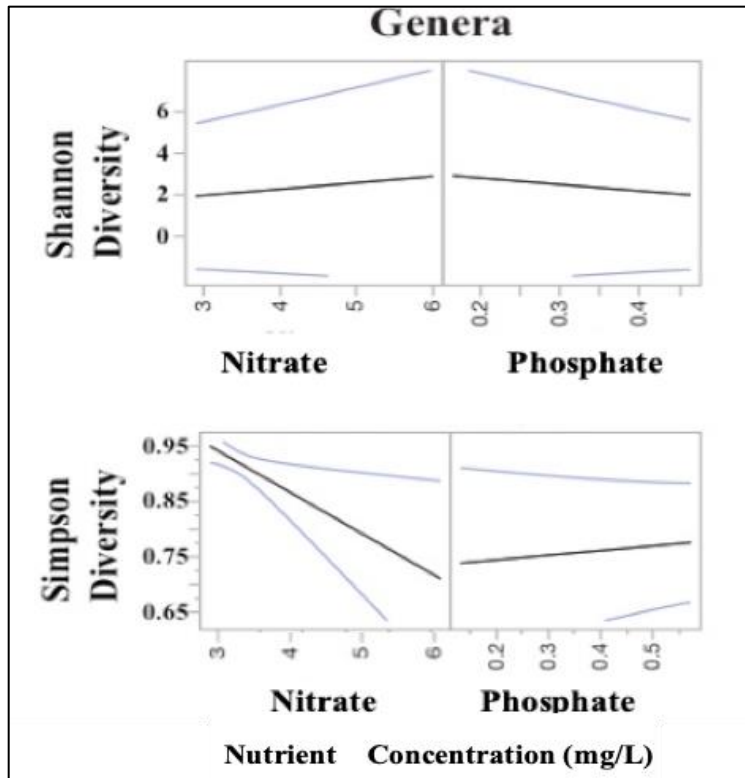 Genera
Shannon
Diversity
6
4
2
0
3
4
5
6
0.2
0.3
0.4
Nitrate
Phosphate
Simpson
Diversity
0.95
0.85
0.75
0.65
3
4
5
6
0.2
0.3
0.4
0.5
Nitrate
Phosphate
Nutrient Concentration (mg/L)